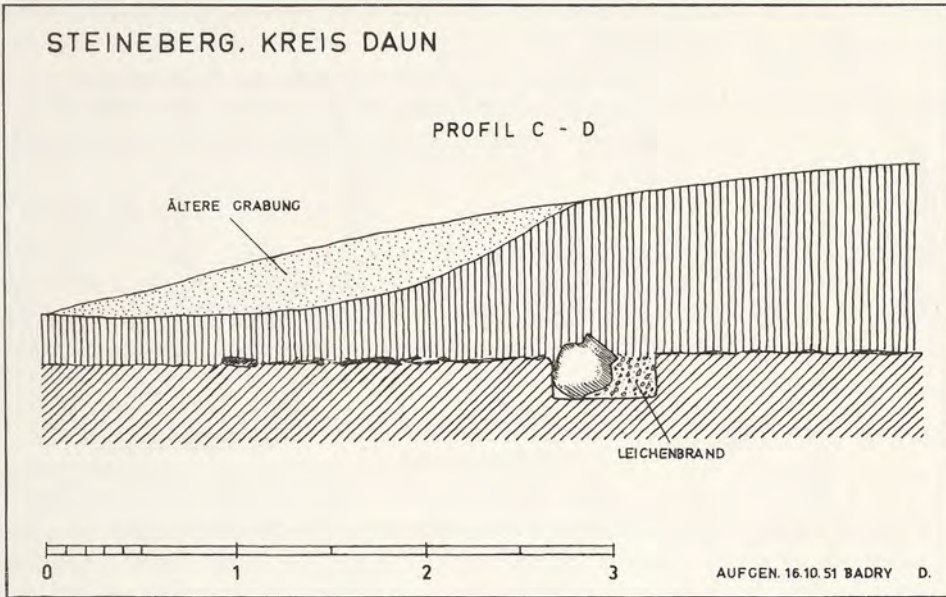 STEINEBERG, KREIS DAUN
PROFIL C - D
ÄLTERE GRABUNG
LEICHENBRAND
0 1 2 3
AUFGEN. 16.10.51 BADRY D.